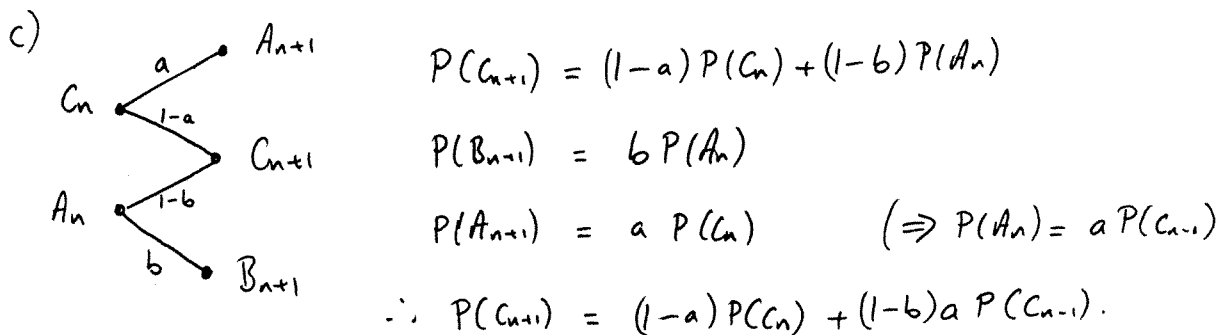 c)
A_{n+1}
a
P(C_{n+1}) = (1-a) P(C_n) + (1-b) P(A_n)
C_n
1-a
C_{n+1}
P(B_{n+1}) = b P(A_n)
A_n
1-b
P(A_{n+1}) = a P(C_n) (⇒ P(A_n) = a P(C_{n-1})
b
B_{n+1}
∴ P(C_{n+1}) = (1-a) P(C_n) + (1-b) a P(C_{n-1}).